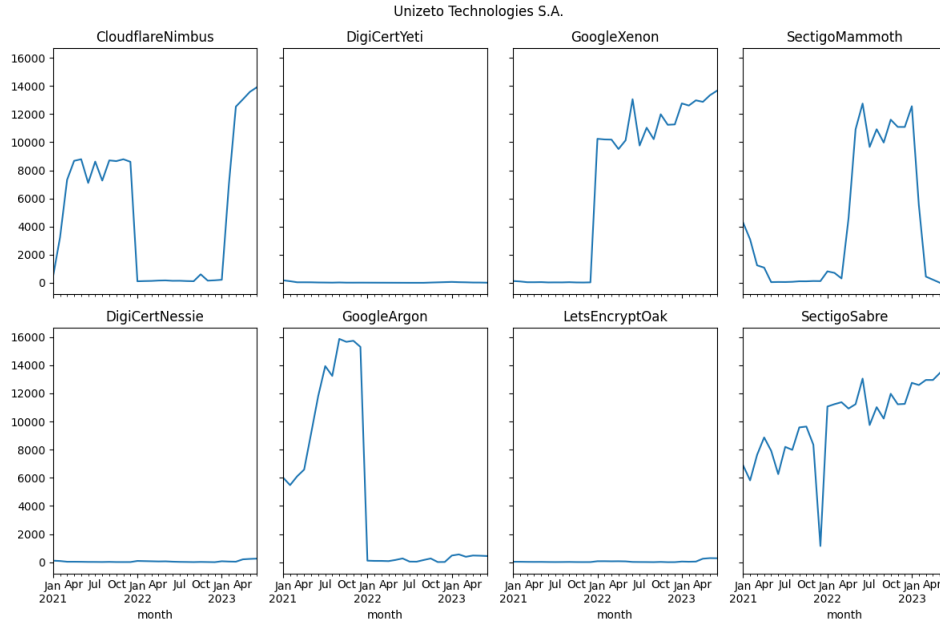 Unizeto Technologies S.A.
CloudflareNimbus
DigiCertYeti
GoogleXenon
SectigoMammoth
16000
14000
12000
10000
8000
6000
4000
2000
0
DigiCertNessie
GoogleArgon
LetsEncryptOak
SectigoSabre
16000
14000
12000
10000
8000
6000
4000
2000
0
Jan Apr Jul Oct Jan Apr Jul Oct Jan Apr
2021 2022 2023
month
Jan Apr Jul Oct Jan Apr Jul Oct Jan Apr
2021 2022 2023
month
Jan Apr Jul Oct Jan Apr Jul Oct Jan Apr
2021 2022 2023
month
Jan Apr Jul Oct Jan Apr Jul Oct Jan Apr
2021 2022 2023
month